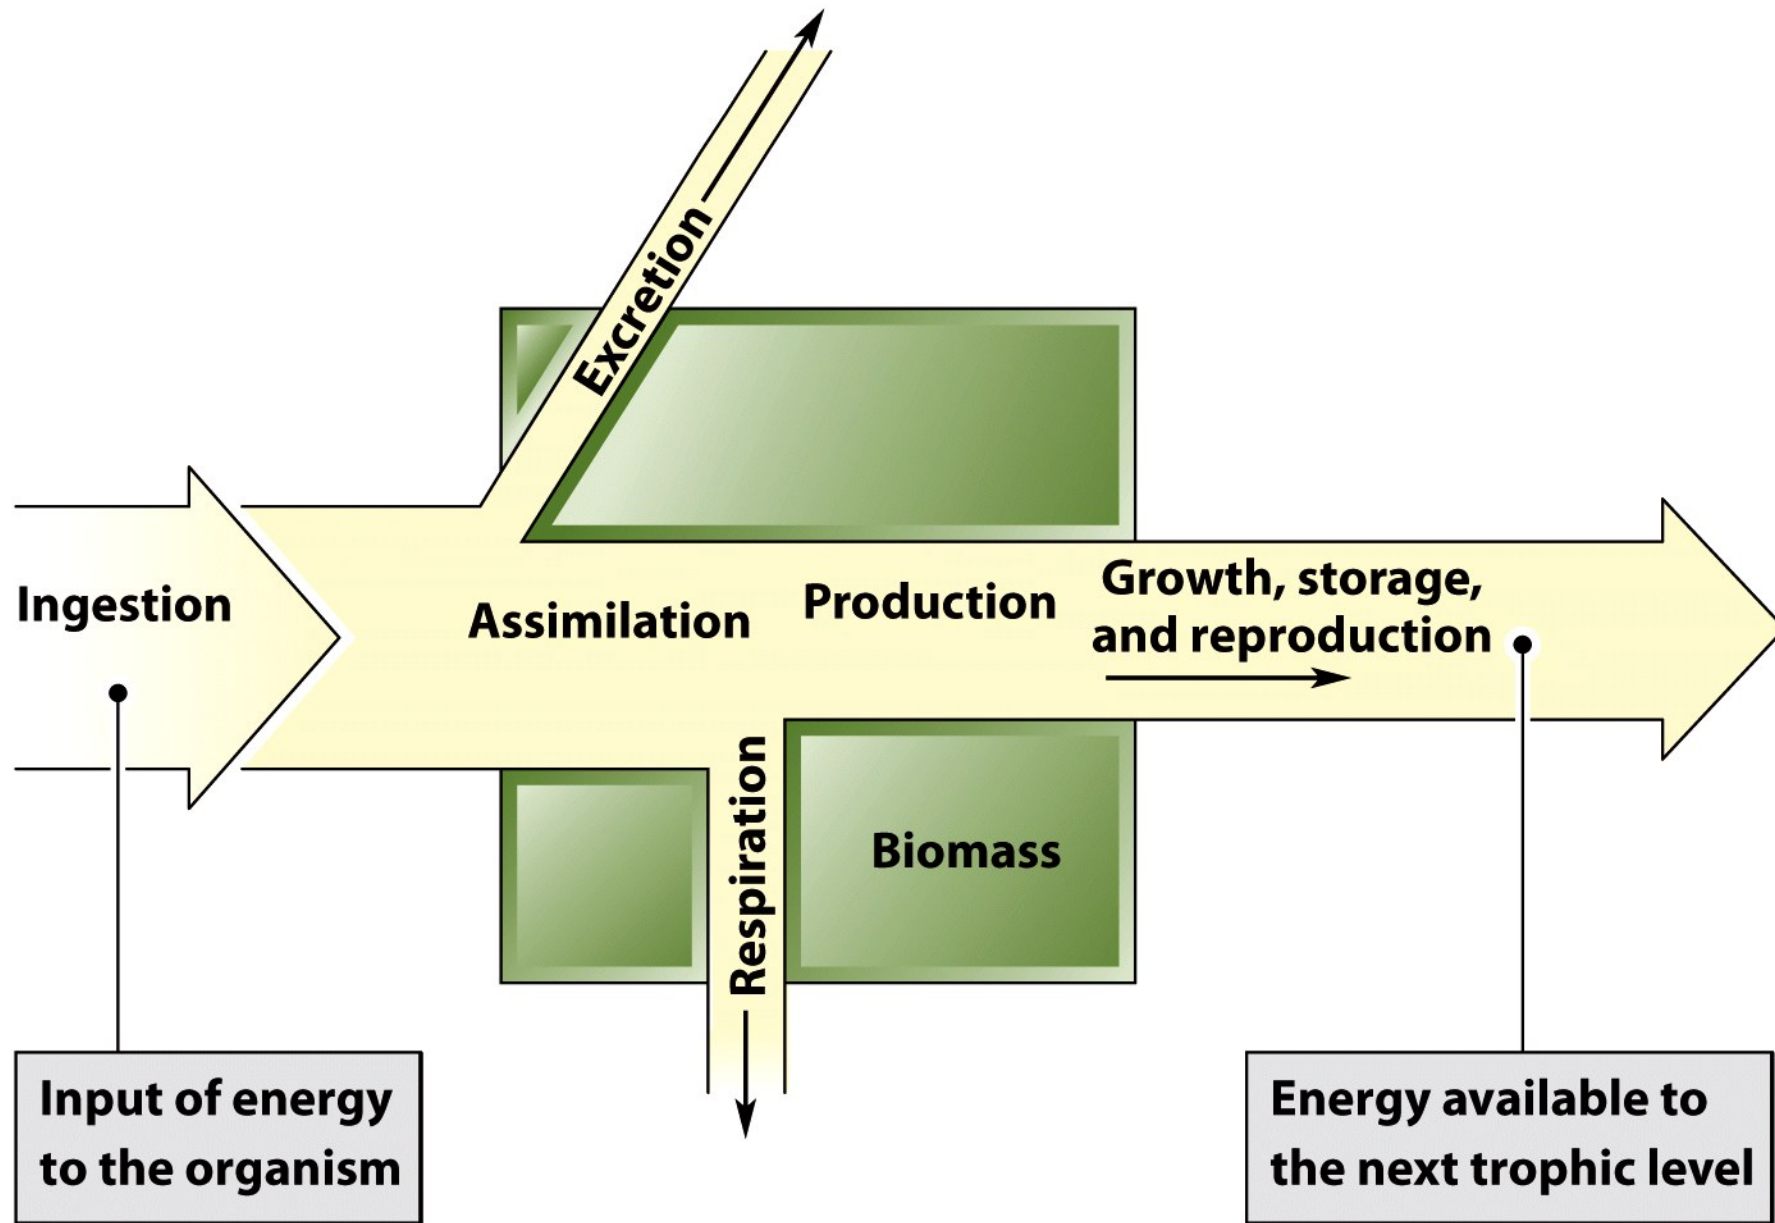 Excretion
Ingestion
Assimilation
Production
Growth, storage,
and reproduction
Respiration
Biomass
Input of energy
to the organism
Energy available to
the next trophic level